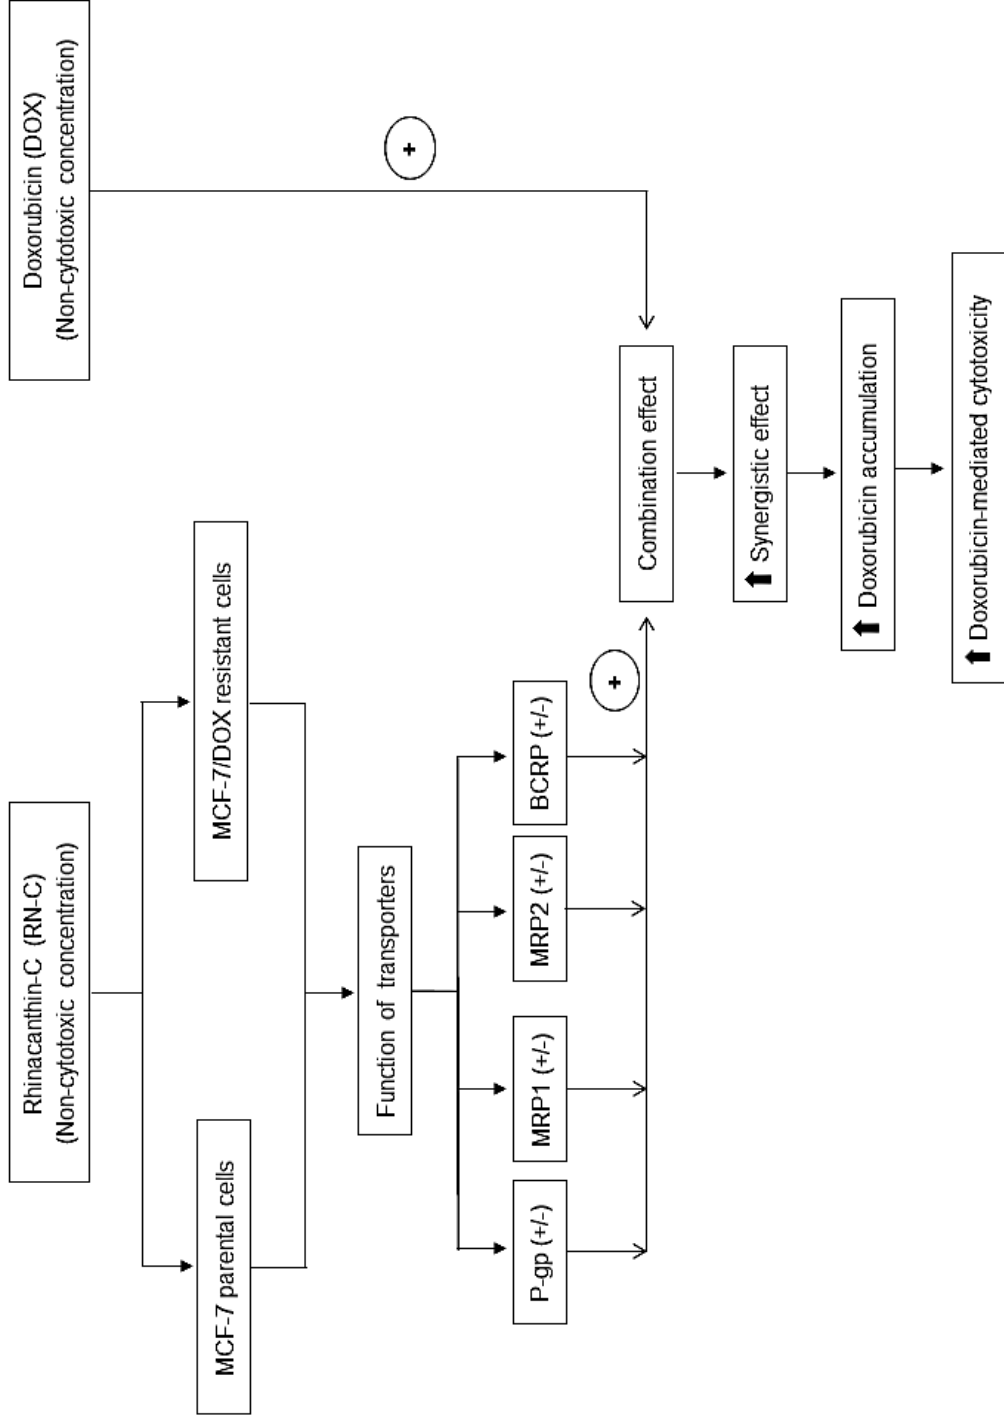 Rhinacanthin-C (RN-C)
(Non-cytotoxic concentration)
Doxorubicin (DOX)
(Non-cytotoxic concentration)
MCF-7 parental cells
MCF-7/DOX resistant cells
+
Function of transporters
P-gp (+/-)
MRP1 (+/-)
MRP2 (+/-)
BCRP (+/-)
+
Combination effect
⬆ Synergistic effect
⬆ Doxorubicin accumulation
⬆ Doxorubicin-mediated cytotoxicity